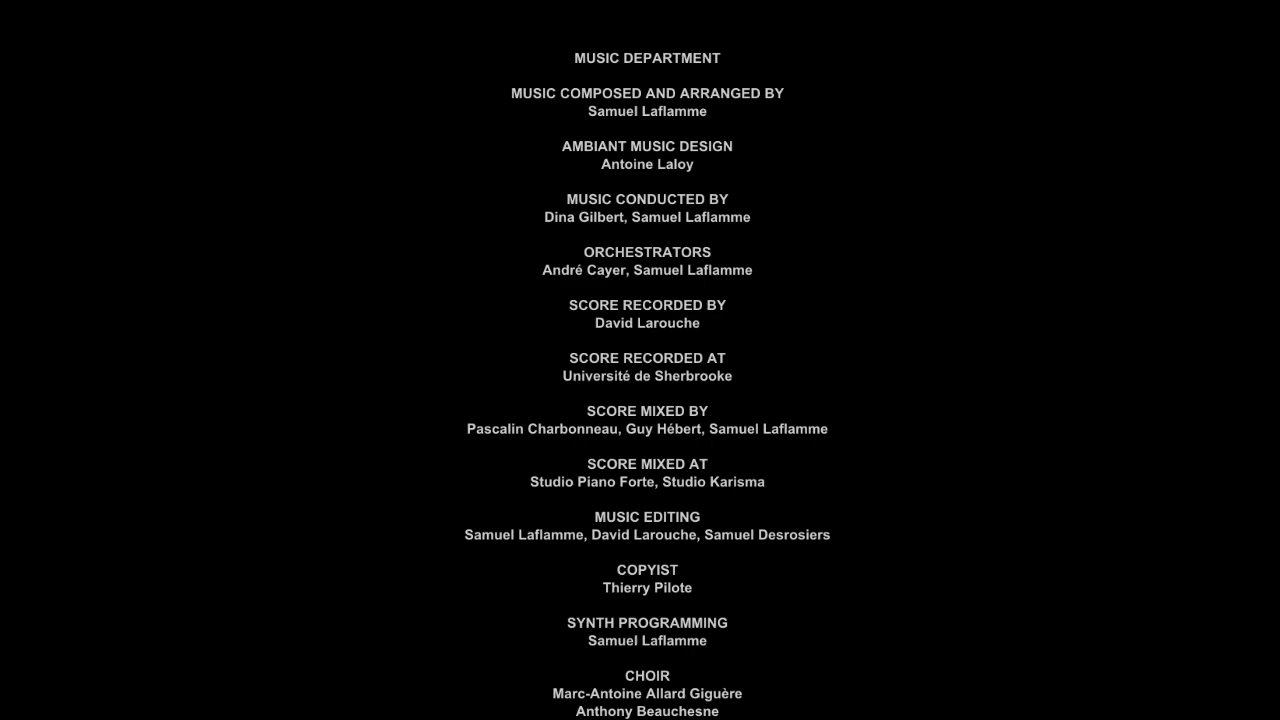 MUSIC DEPARTMENT
MUSIC COMPOSED AND ARRANGED BY
Samuel Laflamme
AMBIANT MUSIC DESIGN
Antoine Laloy
MUSIC CONDUCTED BY
Dina Gilbert, Samuel Laflamme
ORCHESTRATORS
André Cayer, Samuel Laflamme
SCORE RECORDED BY
David Larouche
SCORE RECORDED AT
Université de Sherbrooke
SCORE MIXED BY
Pascalin Charbonneau, Guy Hébert, Samuel Laflamme
SCORE MIXED AT
Studio Piano Forte, Studio Karisma
MUSIC EDITING
Samuel Laflamme, David Larouche, Samuel Desrosiers
COPYIST
Thierry Pilote
SYNTH PROGRAMMING
Samuel Laflamme
CHOIR
Marc-Antoine Allard Giguère
Anthony Beauchesne